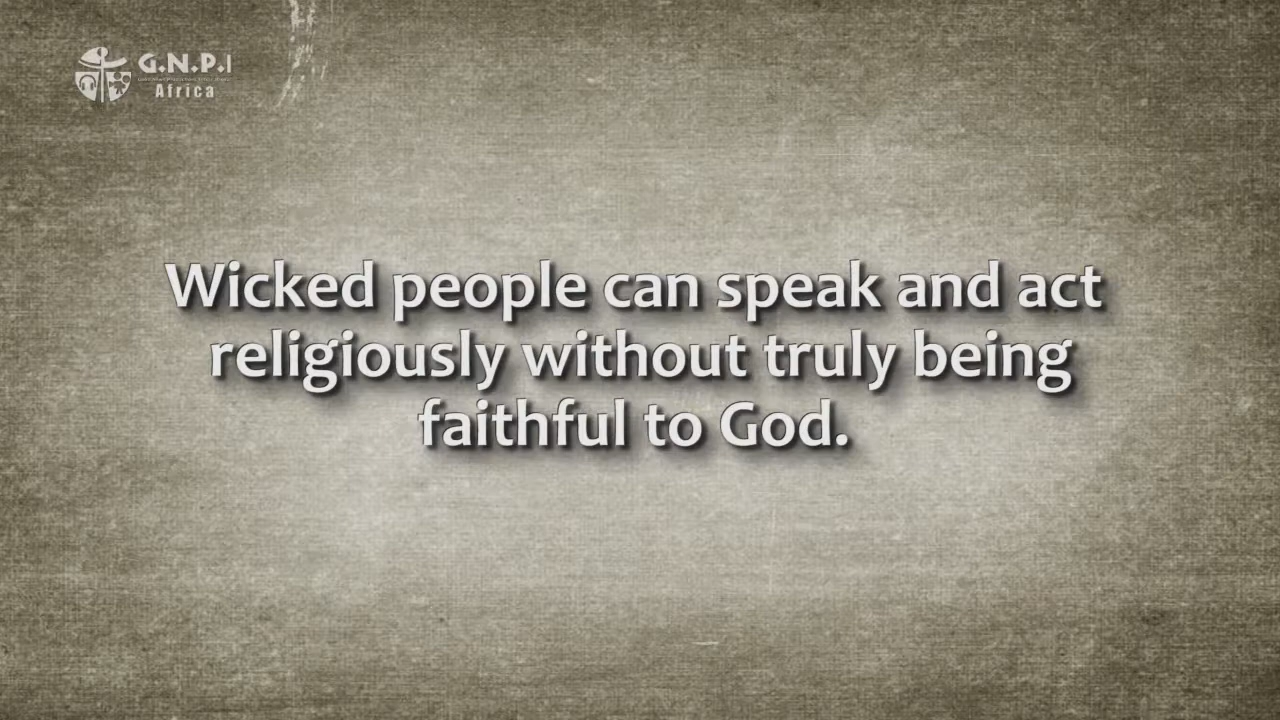 G.N.P.I
Africa
Wicked people can speak and act
religiously without truly being
faithful to God.